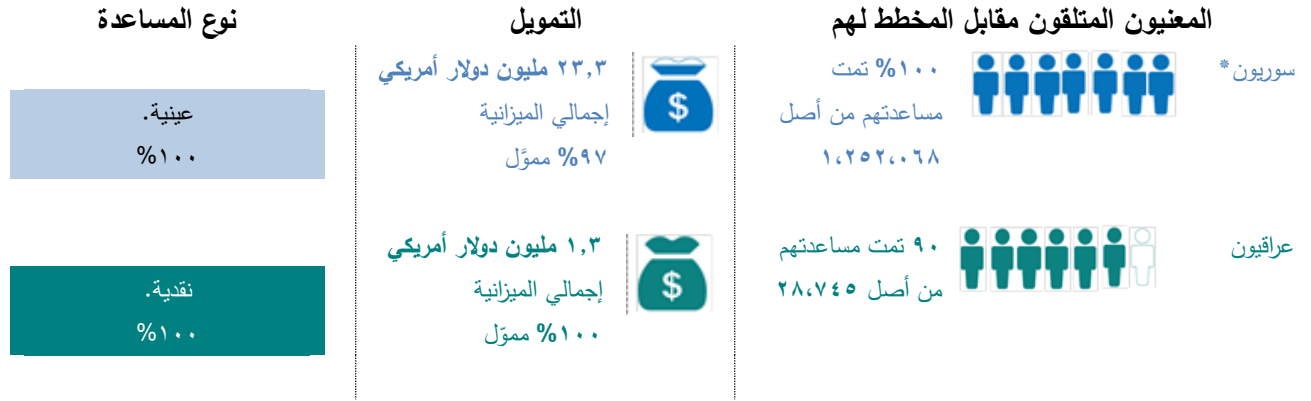 المعنيون المتلقون مقابل المخطط لهم
التمويل
نوع المساعدة
سوريون*
١٠٠% تمت
مساعدتهم من أصل
١،٢٥٢،٠٦٨
$
٢٣,٣ مليون دولار أمريكي
إجمالي الميزانية
٩٧% مموَّل
عينية.
١٠٠%
عراقيون
٩٠ تمت مساعدتهم
من أصل ٢٨،٧٤٥
$
١,٣ مليون دولار أمريكي
إجمالي الميزانية
١٠٠% مموّل
نقدية.
١٠٠%